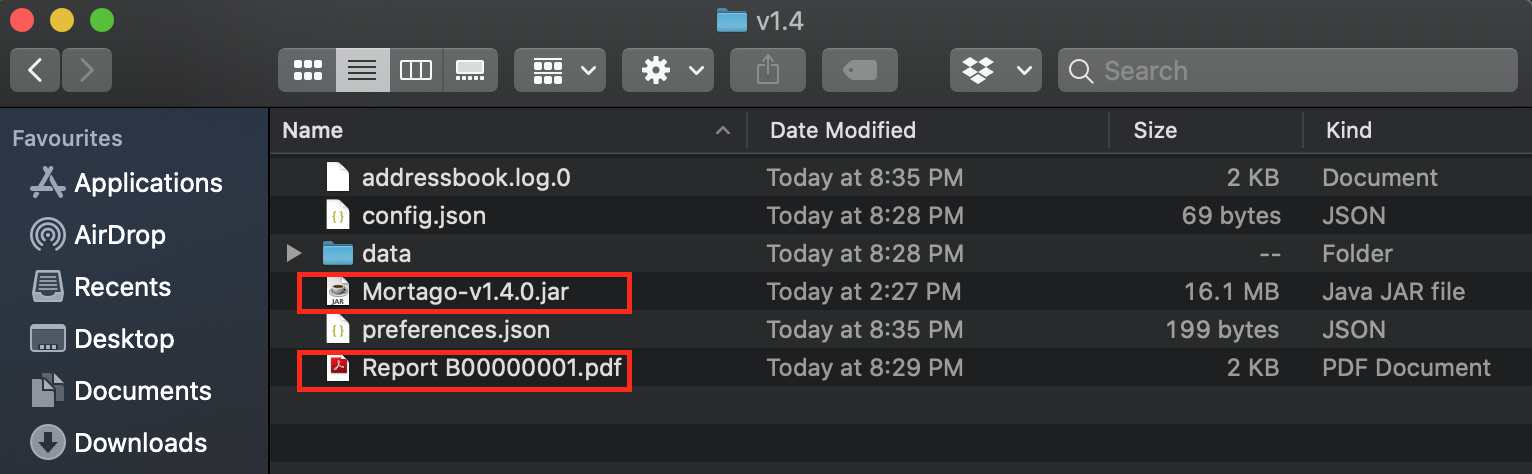 v1.4
Search
Favourites
Applications
AirDrop
Recents
Desktop
Documents
Downloads
Name Date Modified Size Kind
addressbook.log.0 Today at 8:35 PM 2 KB Document
config.json Today at 8:28 PM 69 bytes JSON
data Today at 8:28 PM -- Folder
Mortago-v1.4.0.jar Today at 2:27 PM 16.1 MB Java JAR file
preferences.json Today at 8:35 PM 199 bytes JSON
Report B00000001.pdf Today at 8:29 PM 2 KB PDF Document